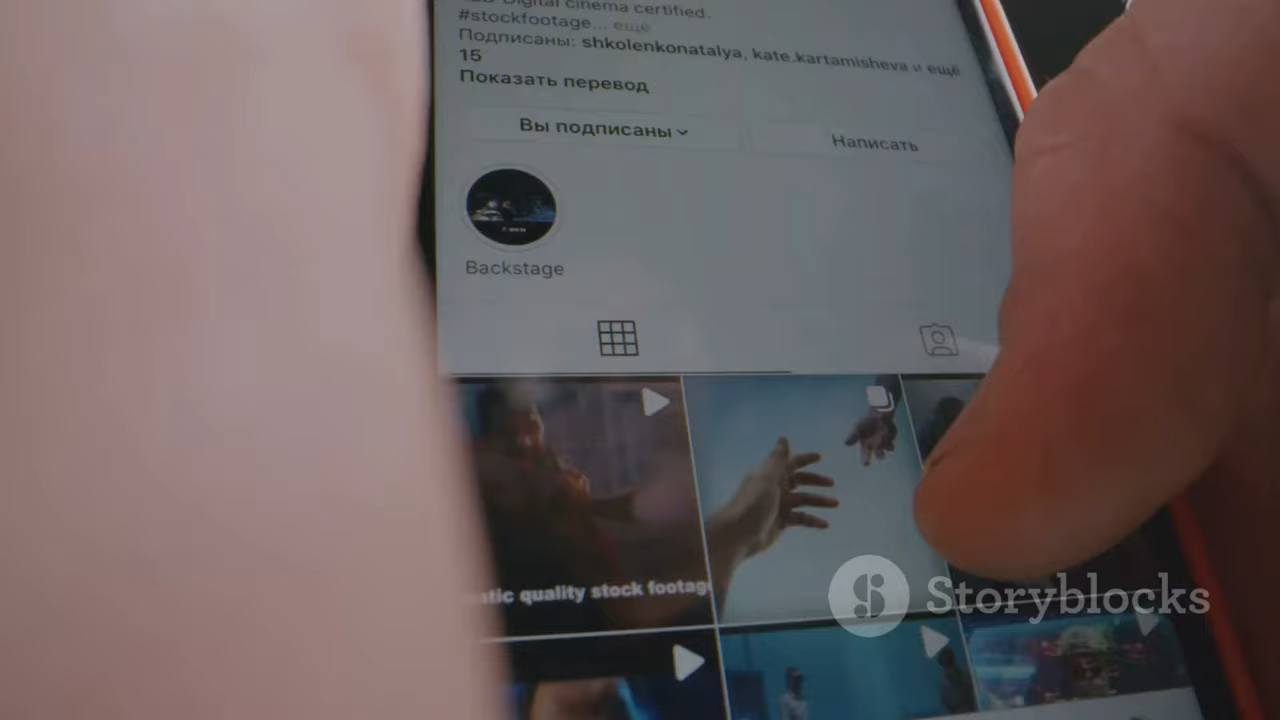 Digital cinema certified.
#stockfootage... ещё
Подписаны: shkolenkonatalya, kate.kartamisheva и ещё
15
Показать перевод
Вы подписаны
Написать
Backstage
quality stock footage
Storyblocks